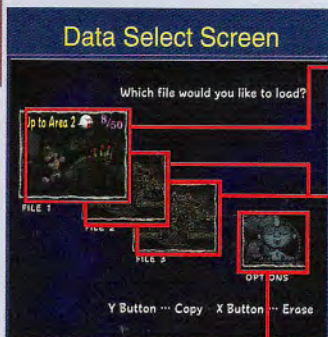 Data Select Screen
Which file would you like to load?
Up to Area 2 8/50
FILE 1
FILE 2
FILE 3
OPTIONS
Y Button ··· Copy X Button ··· Erase